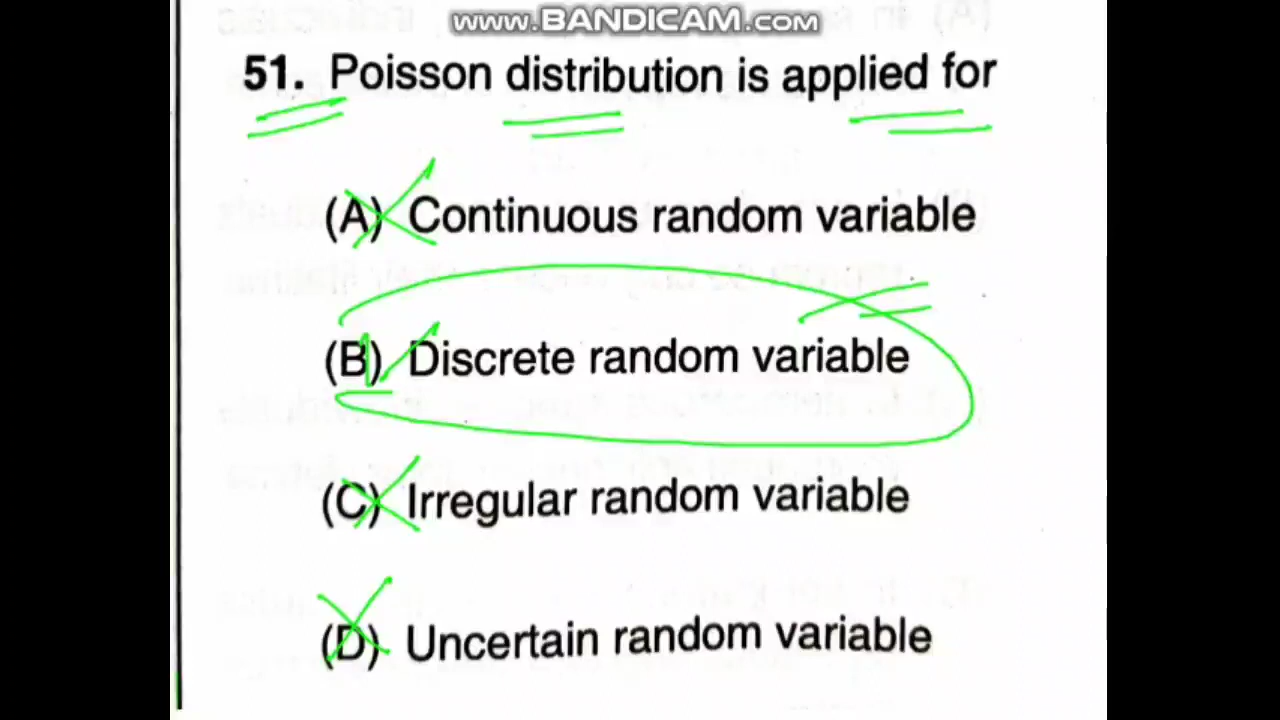 www.BANDICAM.com
51. Poisson distribution is applied for
(A) Continuous random variable
(B) Discrete random variable
(C) Irregular random variable
(D) Uncertain random variable